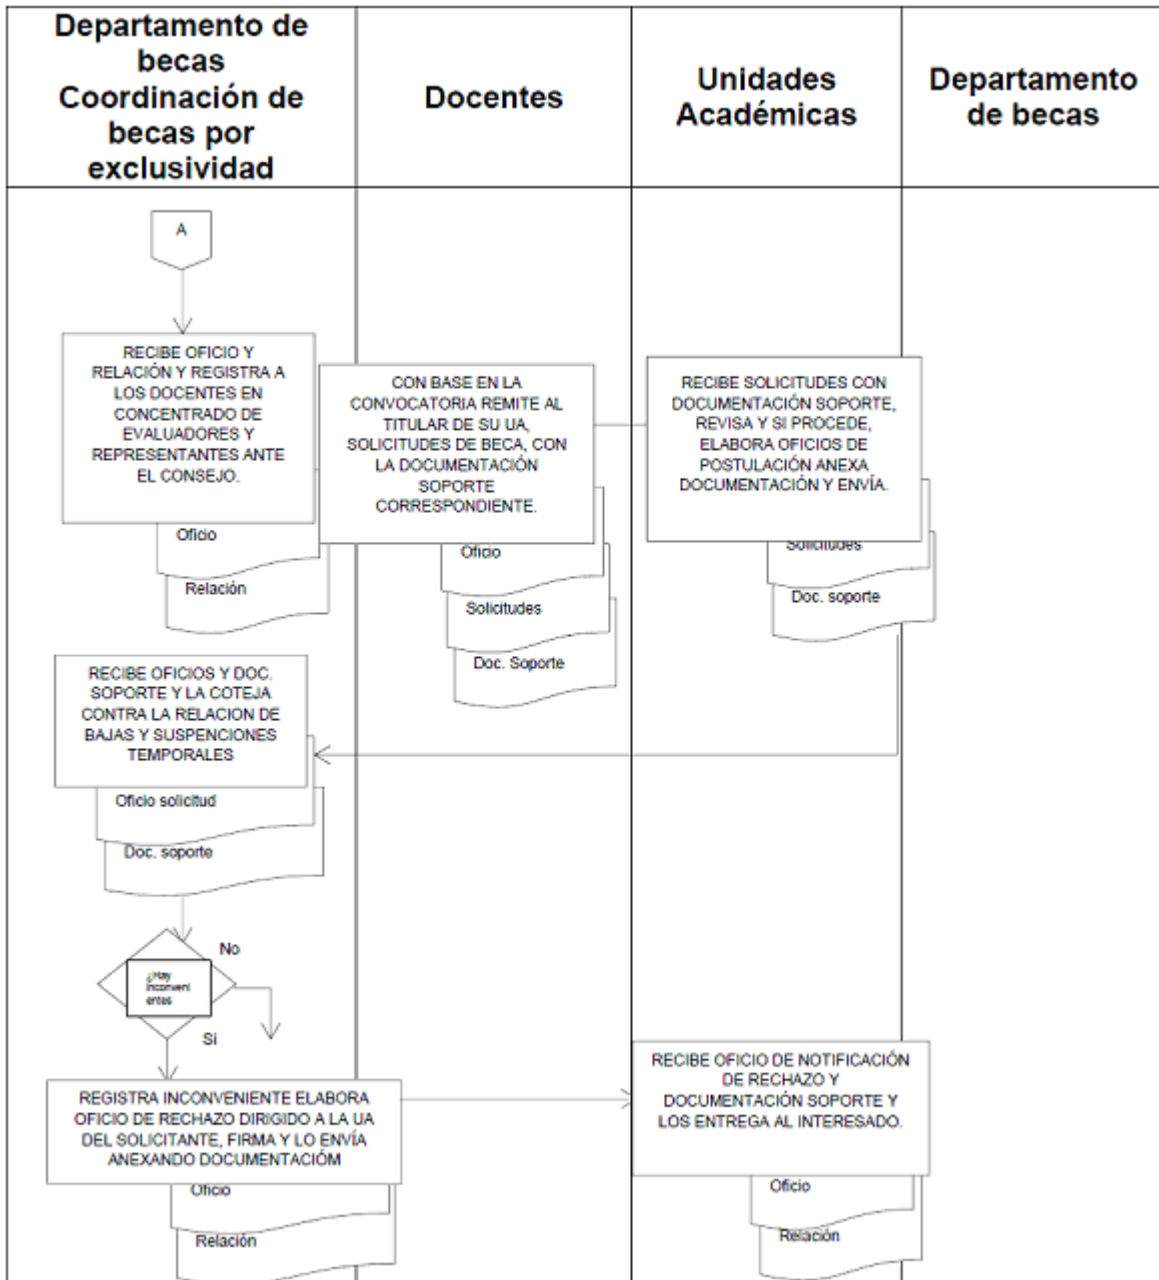 Departamento de
becas
Coordinación de
becas por
exclusividad
Docentes
Unidades
Académicas
Departamento
de becas
A
RECIBE OFICIO Y
RELACIÓN Y REGISTRA A
LOS DOCENTES EN
CONCENTRADO DE
EVALUADORES Y
REPRESENTANTES ANTE
EL CONSEJO.
Oficio
Relación
CON BASE EN LA
CONVOCATORIA REMITE AL
TITULAR DE SU UA,
SOLICITUDES DE BECA, CON
LA DOCUMENTACIÓN
SOPORTE
CORRESPONDIENTE.
Oficio
Solicitudes
Doc. Soporte
RECIBE SOLICITUDES CON
DOCUMENTACIÓN SOPORTE,
REVISA Y SI PROCEDE,
ELABORA OFICIOS DE
POSTULACIÓN ANEXA
DOCUMENTACIÓN Y ENVÍA.
Solicitudes
Doc. soporte
RECIBE OFICIOS Y DOC.
SOPORTE Y LA COTEJA
CONTRA LA RELACION DE
BAJAS Y SUSPENCIONES
TEMPORALES
Oficio solicitud
Doc. soporte
No
¿Hay
inconveni
entes
Si
REGISTRA INCONVENIENTE ELABORA
OFICIO DE RECHAZO DIRIGIDO A LA UA
DEL SOLICITANTE, FIRMA Y LO ENVÍA
ANEXANDO DOCUMENTACIÓM
Oficio
Relación
RECIBE OFICIO DE NOTIFICACIÓN
DE RECHAZO Y
DOCUMENTACIÓN SOPORTE Y
LOS ENTREGA AL INTERESADO.
Oficio
Relación